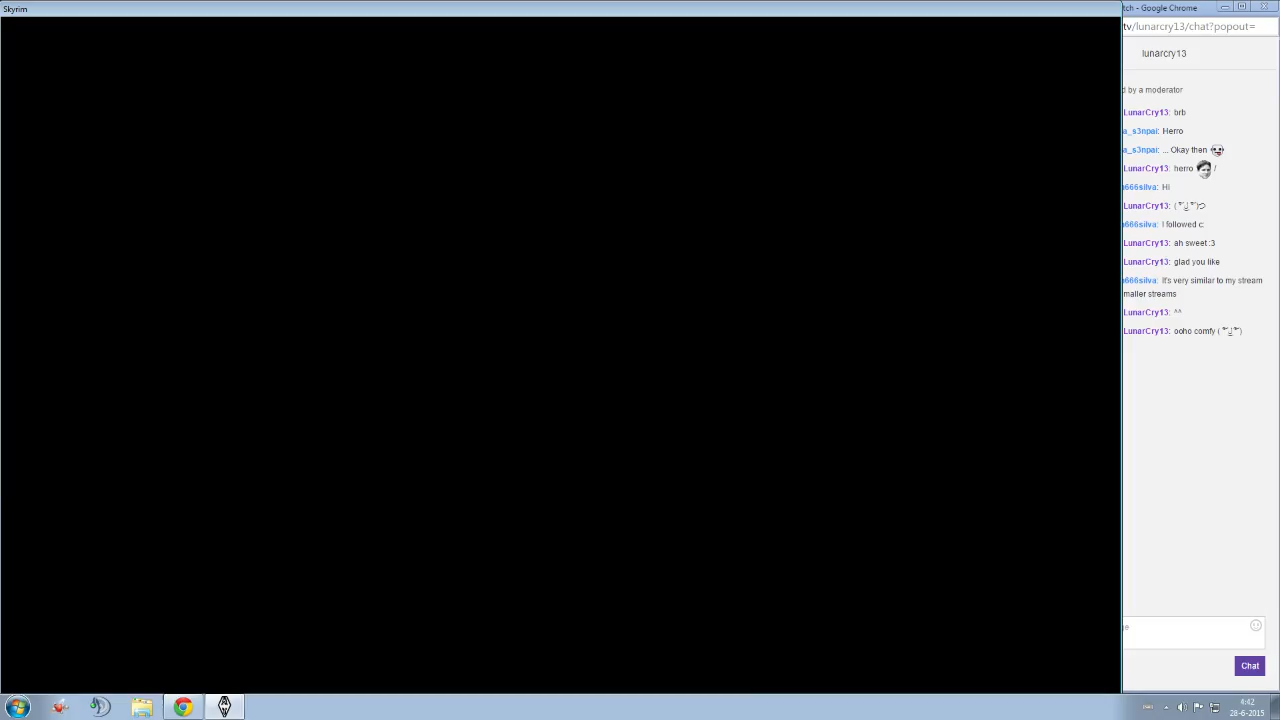 Skyrim
tch - Google Chrome
tv/lunarcry13/chat?popout=
lunarcry13
d by a moderator
LunarCry13: brb
a_s3npai: Herro
a_s3npai: ... Okay then
LunarCry13: herro /
666silva: Hi
LunarCry13: ( ͡° ͜ʖ ͡°)つ
666silva: I followed c:
LunarCry13: ah sweet :3
LunarCry13: glad you like
666silva: It's very similar to my stream
maller streams
LunarCry13: ^^
LunarCry13: ooho comfy ( ͡° ͜ʖ ͡°)
ge
Chat
4:42
28-6-2015